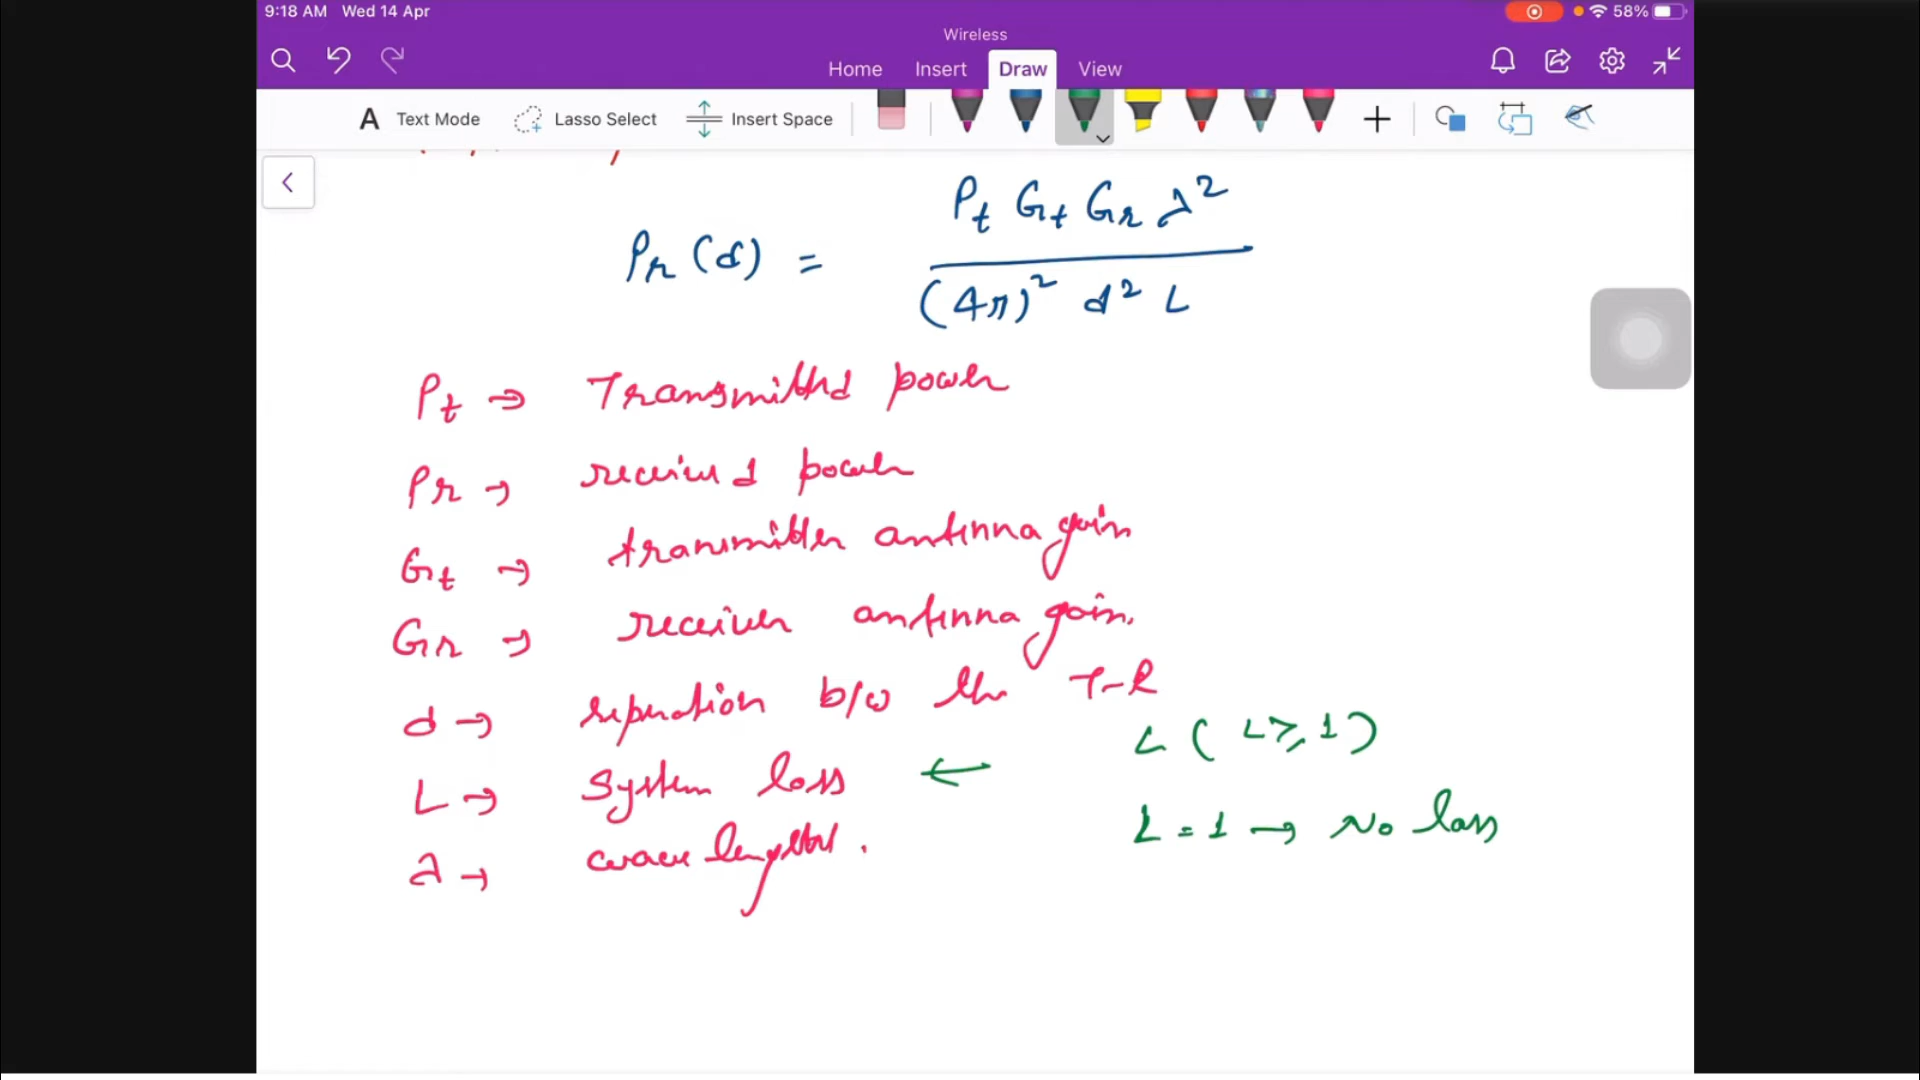 9:18 AM Wed 14 Apr 58%
Wireless
Home Insert Draw View
A Text Mode Lasso Select Insert Space
Pr (d) = Pt Gt Gr λ² / (4π)² d² L
Pt → Transmitted power
Pr → received power
Gt → transmitter antenna gain
Gr → receiver antenna gain.
d → seperation b/w the T-R
L (L ≥ 1)
L → System loss ←
L = 1 → No loss
λ → wave length.